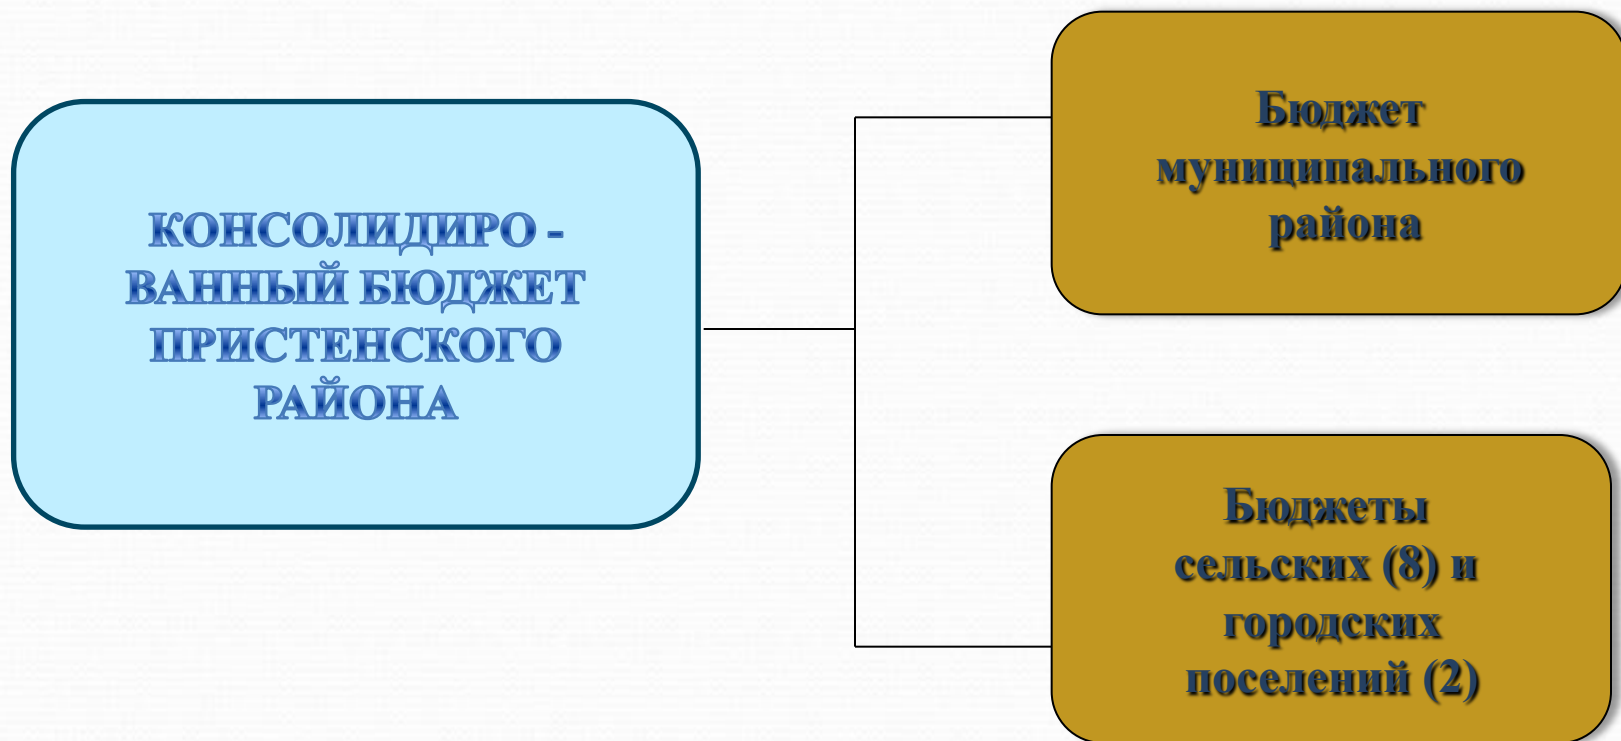 КОНСОЛИДИРО -
ВАННЫЙ БЮДЖЕТ
ПРИСТЕНСКОГО
РАЙОНА
Бюджет
муниципального
района
Бюджеты
сельских (8) и
городских
поселений (2)